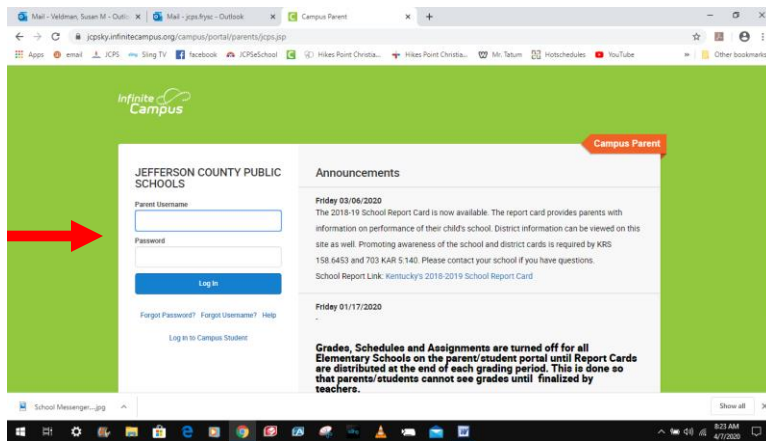 Mail - Veldman, Susan M - Outlo
Mail - jcps.frysc - Outlook
Campus Parent
jcpsky.infinitecampus.org/campus/portal/parents/jcps.jsp
Apps
email
JCPS
Sling TV
facebook
JCPSeSchool
Hikes Point Christia...
Hikes Point Christia...
Mr. Tatum
Hotschedules
YouTube
Other bookmarks
Infinite
Campus
Campus Parent
JEFFERSON COUNTY PUBLIC
SCHOOLS
Parent Username
Password
Log In
Forgot Password? Forgot Username? Help
Log in to Campus Student
Announcements
Friday 03/06/2020
The 2018-19 School Report Card is now available. The report card provides parents with
information on performance of their child's school. District information can be viewed on this
site as well. Promoting awareness of the school and district cards is required by KRS
158.6453 and 703 KAR 5:140. Please contact your school if you have questions.
School Report Link: Kentucky's 2018-2019 School Report Card
Friday 01/17/2020
.
Grades, Schedules and Assignments are turned off for all
Elementary Schools on the parent/student portal until Report Cards
are distributed at the end of each grading period. This is done so
that parents/students cannot see grades until finalized by
teachers.
School Messenger...jpg
Show all
8:23 AM
4/7/2020